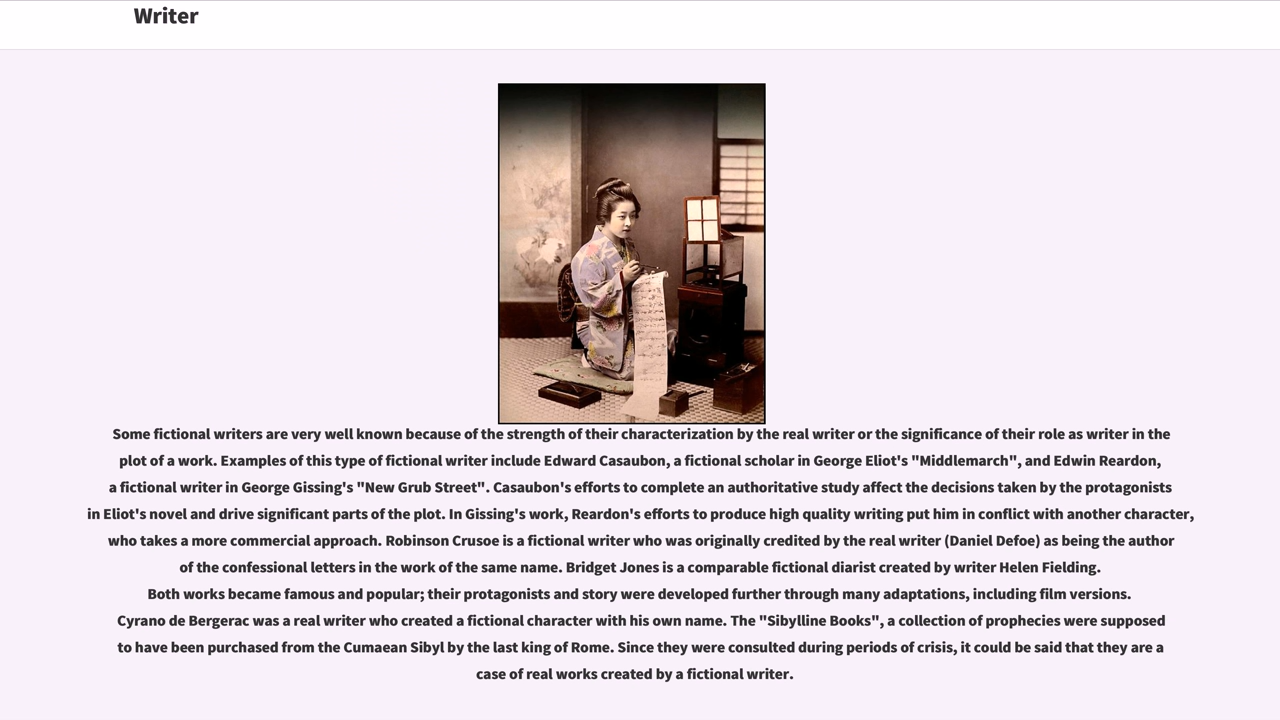 Writer
Some fictional writers are very well known because of the strength of their characterization by the real writer or the significance of their role as writer in the
plot of a work. Examples of this type of fictional writer include Edward Casaubon, a fictional scholar in George Eliot's "Middlemarch", and Edwin Reardon,
a fictional writer in George Gissing's "New Grub Street". Casaubon's efforts to complete an authoritative study affect the decisions taken by the protagonists
in Eliot's novel and drive significant parts of the plot. In Gissing's work, Reardon's efforts to produce high quality writing put him in conflict with another character,
who takes a more commercial approach. Robinson Crusoe is a fictional writer who was originally credited by the real writer (Daniel Defoe) as being the author
of the confessional letters in the work of the same name. Bridget Jones is a comparable fictional diarist created by writer Helen Fielding.
Both works became famous and popular; their protagonists and story were developed further through many adaptations, including film versions.
Cyrano de Bergerac was a real writer who created a fictional character with his own name. The "Sibylline Books", a collection of prophecies were supposed
to have been purchased from the Cumaean Sibyl by the last king of Rome. Since they were consulted during periods of crisis, it could be said that they are a
case of real works created by a fictional writer.